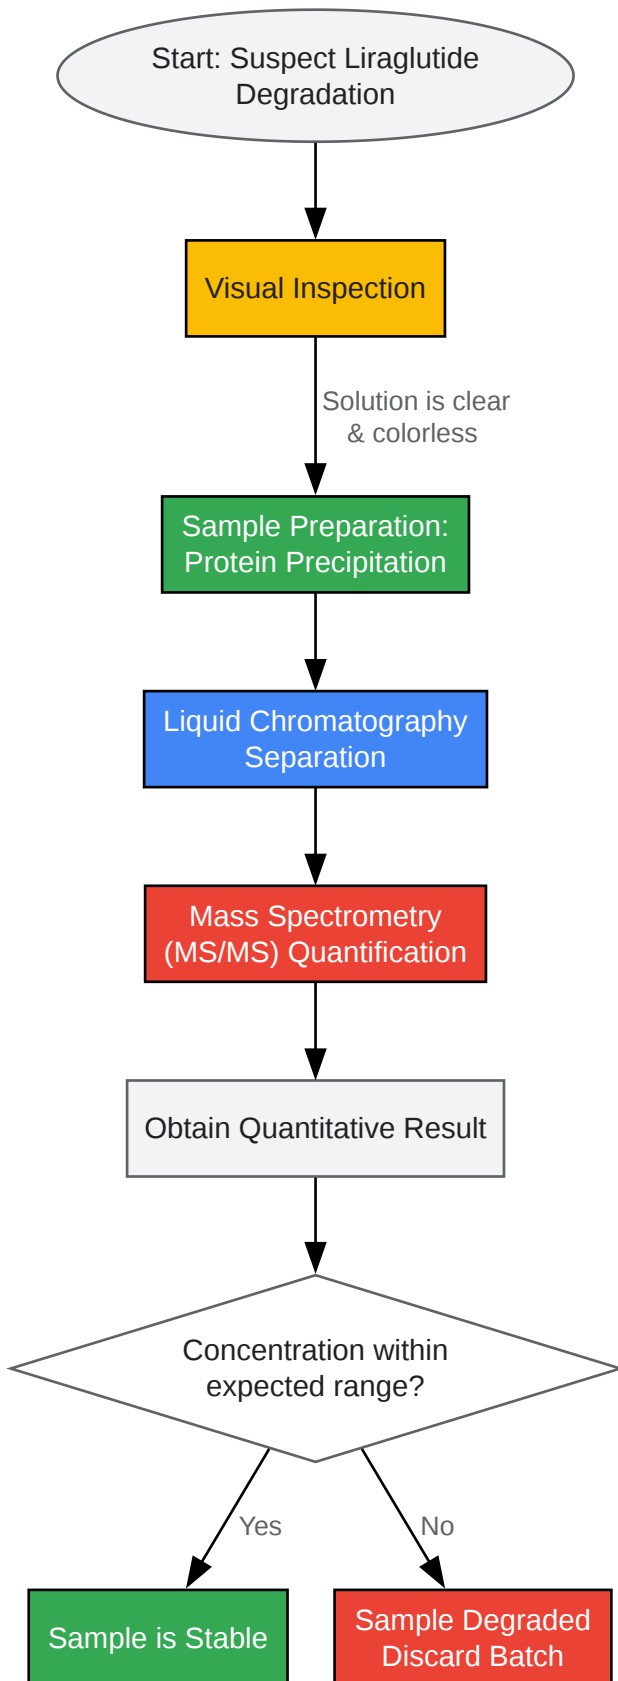 Start: Suspect Liraglutide
Degradation
Visual Inspection
Solution is clear
& colorless
Sample Preparation:
Protein Precipitation
Liquid Chromatography
Separation
Mass Spectrometry
(MS/MS) Quantification
Obtain Quantitative Result
Concentration within
expected range?
Yes
No
Sample is Stable
Sample Degraded
Discard Batch